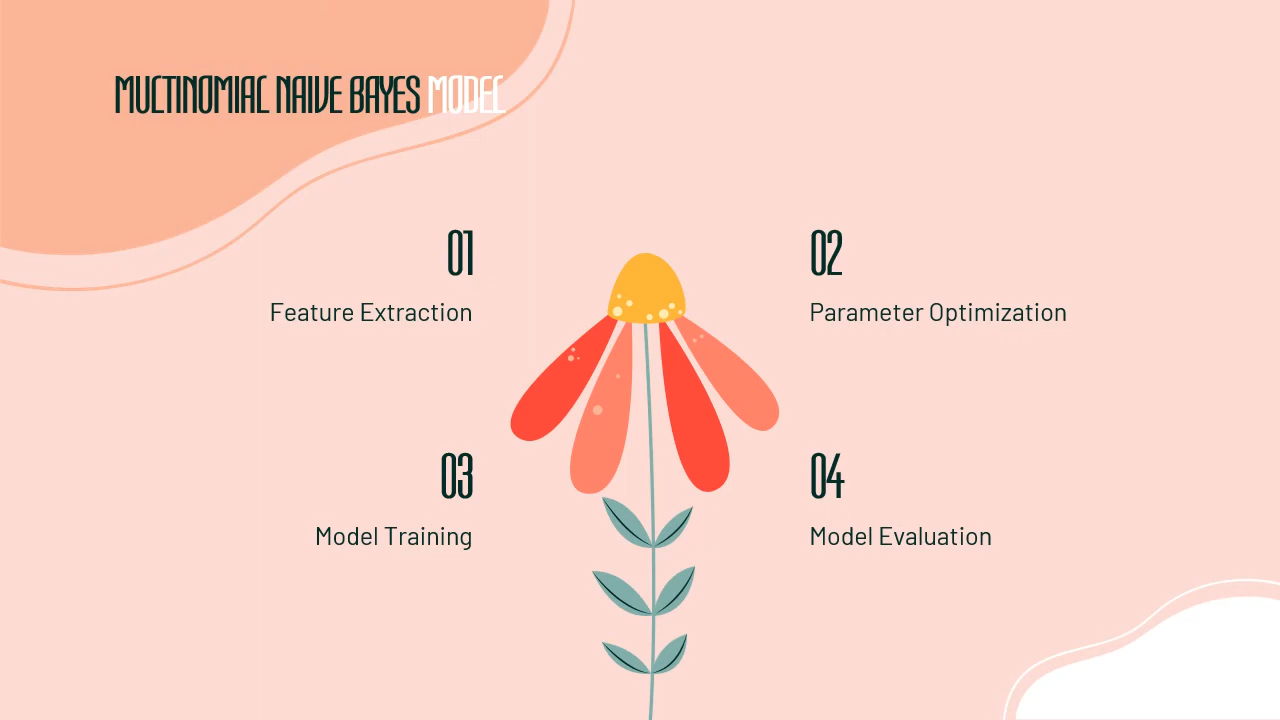 MULTINOMIAL NAIVE BAYES MODEL
01
Feature Extraction
02
Parameter Optimization
03
Model Training
04
Model Evaluation